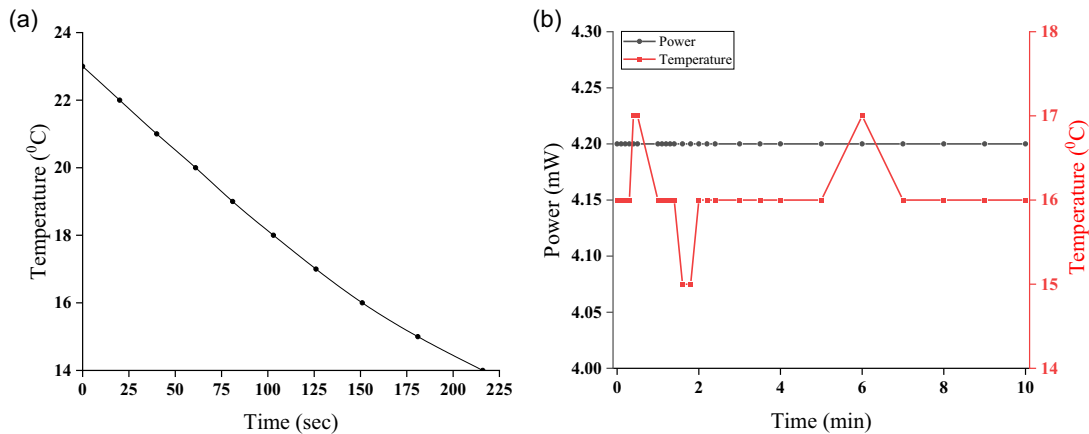 (a)
24
22
20
18
16
14
Temperature (⁰C)
0 25 50 75 100 125 150 175 200 225
Time (sec)
(b)
Power
Temperature
4.30
4.25
4.20
4.15
4.10
4.05
4.00
Power (mW)
18
17
16
15
14
Temperature (⁰C)
0 2 4 6 8 10
Time (min)